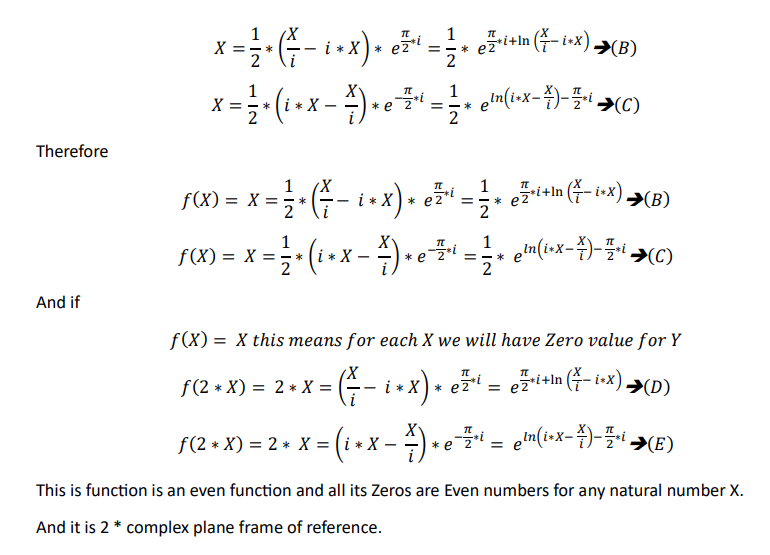 X = 1/2 * (X/i − i * X) * e^(π/2*i) = 1/2 * e^(π/2*i+ln(X/i−i*X)) ➔(B)
X = 1/2 * (i * X − X/i) * e^(−π/2*i) = 1/2 * e^(ln(i*X−X/i)−π/2*i) ➔(C)
Therefore
f(X) = X = 1/2 * (X/i − i * X) * e^(π/2*i) = 1/2 * e^(π/2*i+ln(X/i−i*X)) ➔(B)
f(X) = X = 1/2 * (i * X − X/i) * e^(−π/2*i) = 1/2 * e^(ln(i*X−X/i)−π/2*i) ➔(C)
And if
f(X) = X this means for each X we will have Zero value for Y
f(2 * X) = 2 * X = (X/i − i * X) * e^(π/2*i) = e^(π/2*i+ln(X/i−i*X)) ➔(D)
f(2 * X) = 2 * X = (i * X − X/i) * e^(−π/2*i) = e^(ln(i*X−X/i)−π/2*i) ➔(E)
This is function is an even function and all its Zeros are Even numbers for any natural number X.
And it is 2 * complex plane frame of reference.